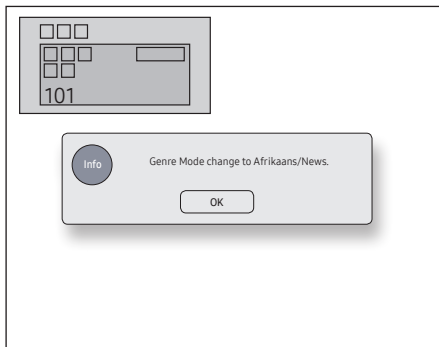 □□□
□□□
□□
101
Info
Genre Mode change to Afrikaans/News.
OK